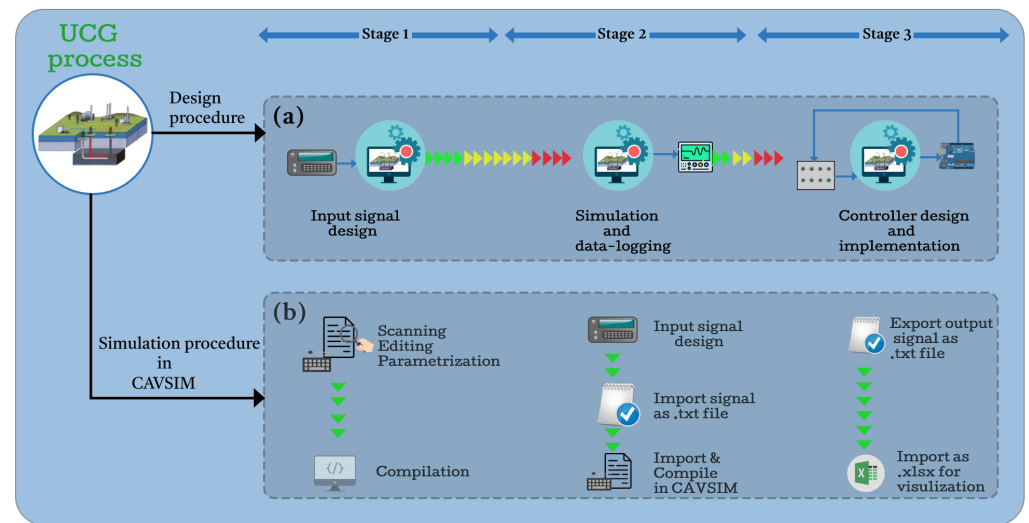 UCG
process
Stage 1
Stage 2
Stage 3
Design
procedure
(a)
Input signal
design
Simulation
and
data-logging
Controller design
and
implementation
Simulation procedure
in
CAVSIM
(b)
Scanning
Editing
Parametrization
Compilation
</>
Input signal
design
Import signal
as .txt file
Import &
Compile
in CAVSIM
Export output
signal as
.txt file
Import as
.xlsx for
visulization